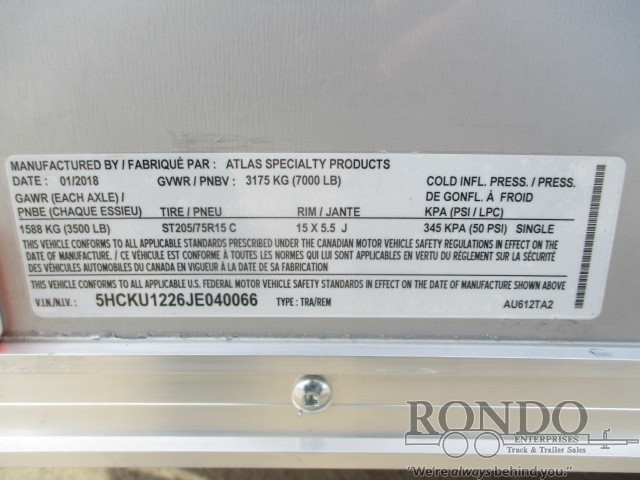 MANUFACTURED BY / FABRIQUÉ PAR : ATLAS SPECIALTY PRODUCTS
DATE : 01/2018 GVWR / PNBV : 3175 KG (7000 LB) COLD INFL. PRESS. / PRESS.
GAWR (EACH AXLE) / DE GONFL. À FROID
PNBE (CHAQUE ESSIEU) TIRE / PNEU RIM / JANTE KPA (PSI / LPC)
1588 KG (3500 LB) ST205/75R15 C 15 X 5.5 J 345 KPA (50 PSI) SINGLE
THIS VEHICLE CONFORMS TO ALL APPLICABLE STANDARDS PRESCRIBED UNDER THE CANADIAN MOTOR VEHICLE SAFETY
REGULATIONS IN EFFECT ON THE DATE OF MANUFACTURE / CE VÉHICULE EST CONFORME À TOUTES LES NORMES QUI LUI SONT APPLICABLES EN VERTU DU RÈGLEMENT SUR LA SÉCURITÉ
DES VÉHICULES AUTOMOBILES DU CANADA EN VIGUEUR À LA DATE DE SA FABRICATION
THIS VEHICLE CONFORMS TO ALL APPLICABLE U.S. FEDERAL MOTOR VEHICLE SAFETY STANDARDS IN EFFECT ON THE DATE OF MANUFACTURE SHOWN ABOVE.
V.I.N./N.I.V. : 5HCKU1226JE040066 TYPE : TRA/REM AU612TA2
RONDO
ENTERPRISES
Truck & Trailer Sales
"We're always behind you."